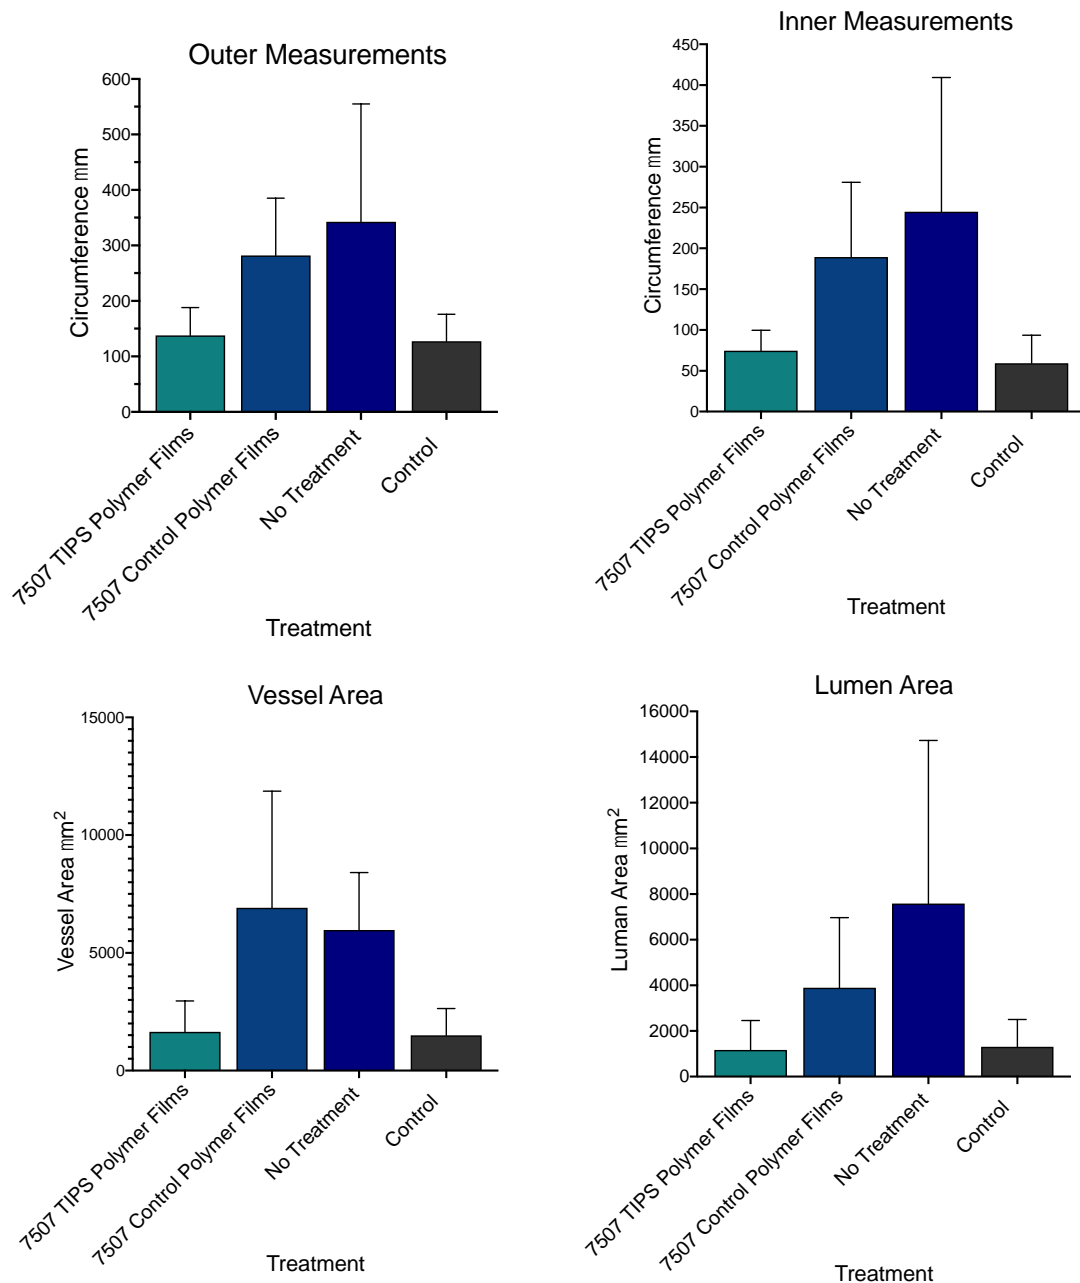 Outer Measurements
600
500
400
300
200
100
0
Circumference mm
7507 TIPS Polymer Films
7507 Control Polymer Films
No Treatment
Control
Treatment
Inner Measurements
450
400
350
300
250
200
150
100
50
0
Circumference mm
7507 TIPS Polymer Films
7507 Control Polymer Films
No Treatment
Control
Treatment
Vessel Area
15000
10000
5000
0
Vessel Area mm²
7507 TIPS Polymer Films
7507 Control Polymer Films
No Treatment
Control
Treatment
Lumen Area
16000
14000
12000
10000
8000
6000
4000
2000
0
Luman Area mm²
7507 TIPS Polymer Films
7507 Control Polymer Films
No Treatment
Control
Treatment